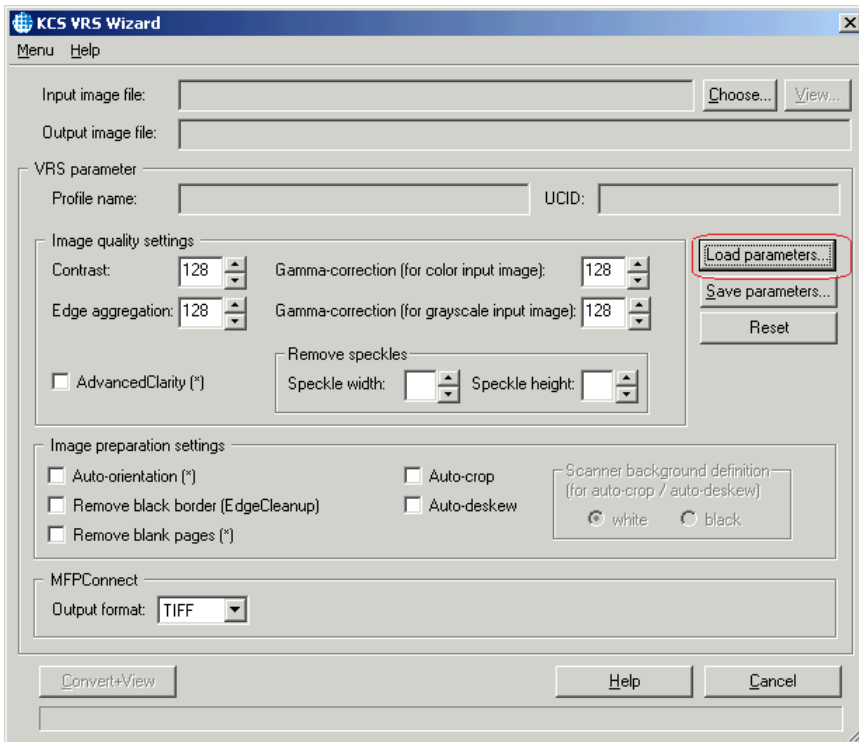 KCS VRS Wizard
Menu Help
Input image file: Choose... View...
Output image file:
VRS parameter
Profile name: UCID:
Image quality settings
Load parameters...
Contrast: 128 Gamma-correction (for color input image): 128
Save parameters...
Edge aggregation: 128 Gamma-correction (for grayscale input image): 128
Reset
Remove speckles
AdvancedClarity (*) Speckle width: Speckle height:
Image preparation settings
Auto-orientation (*) Auto-crop Scanner background definition
(for auto-crop / auto-deskew)
Remove black border (EdgeCleanup) Auto-deskew
white black
Remove blank pages (*)
MFPConnect
Output format: TIFF
Convert+View Help Cancel